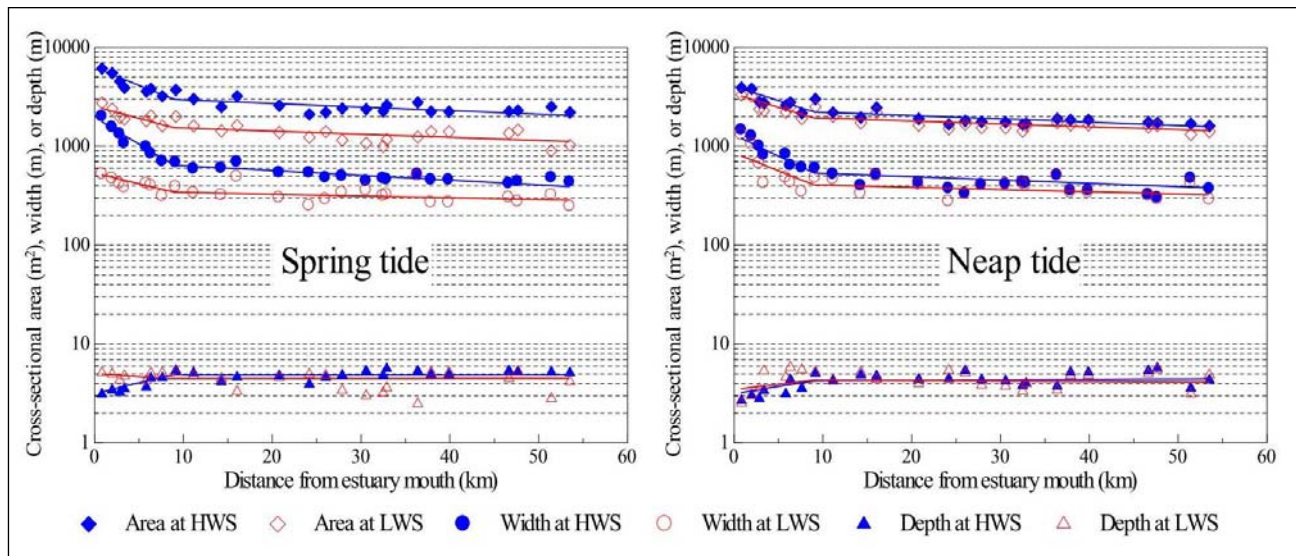 Cross-sectional area (m²), width (m), or depth (m)
10000
1000
100
10
1
Spring tide
0
10
20
30
40
50
60
Distance from estuary mouth (km)
Cross-sectional area (m²), width (m), or depth (m)
10000
1000
100
10
1
Neap tide
0
10
20
30
40
50
60
Distance from estuary mouth (km)
Area at HWS
Area at LWS
Width at HWS
Width at LWS
Depth at HWS
Depth at LWS